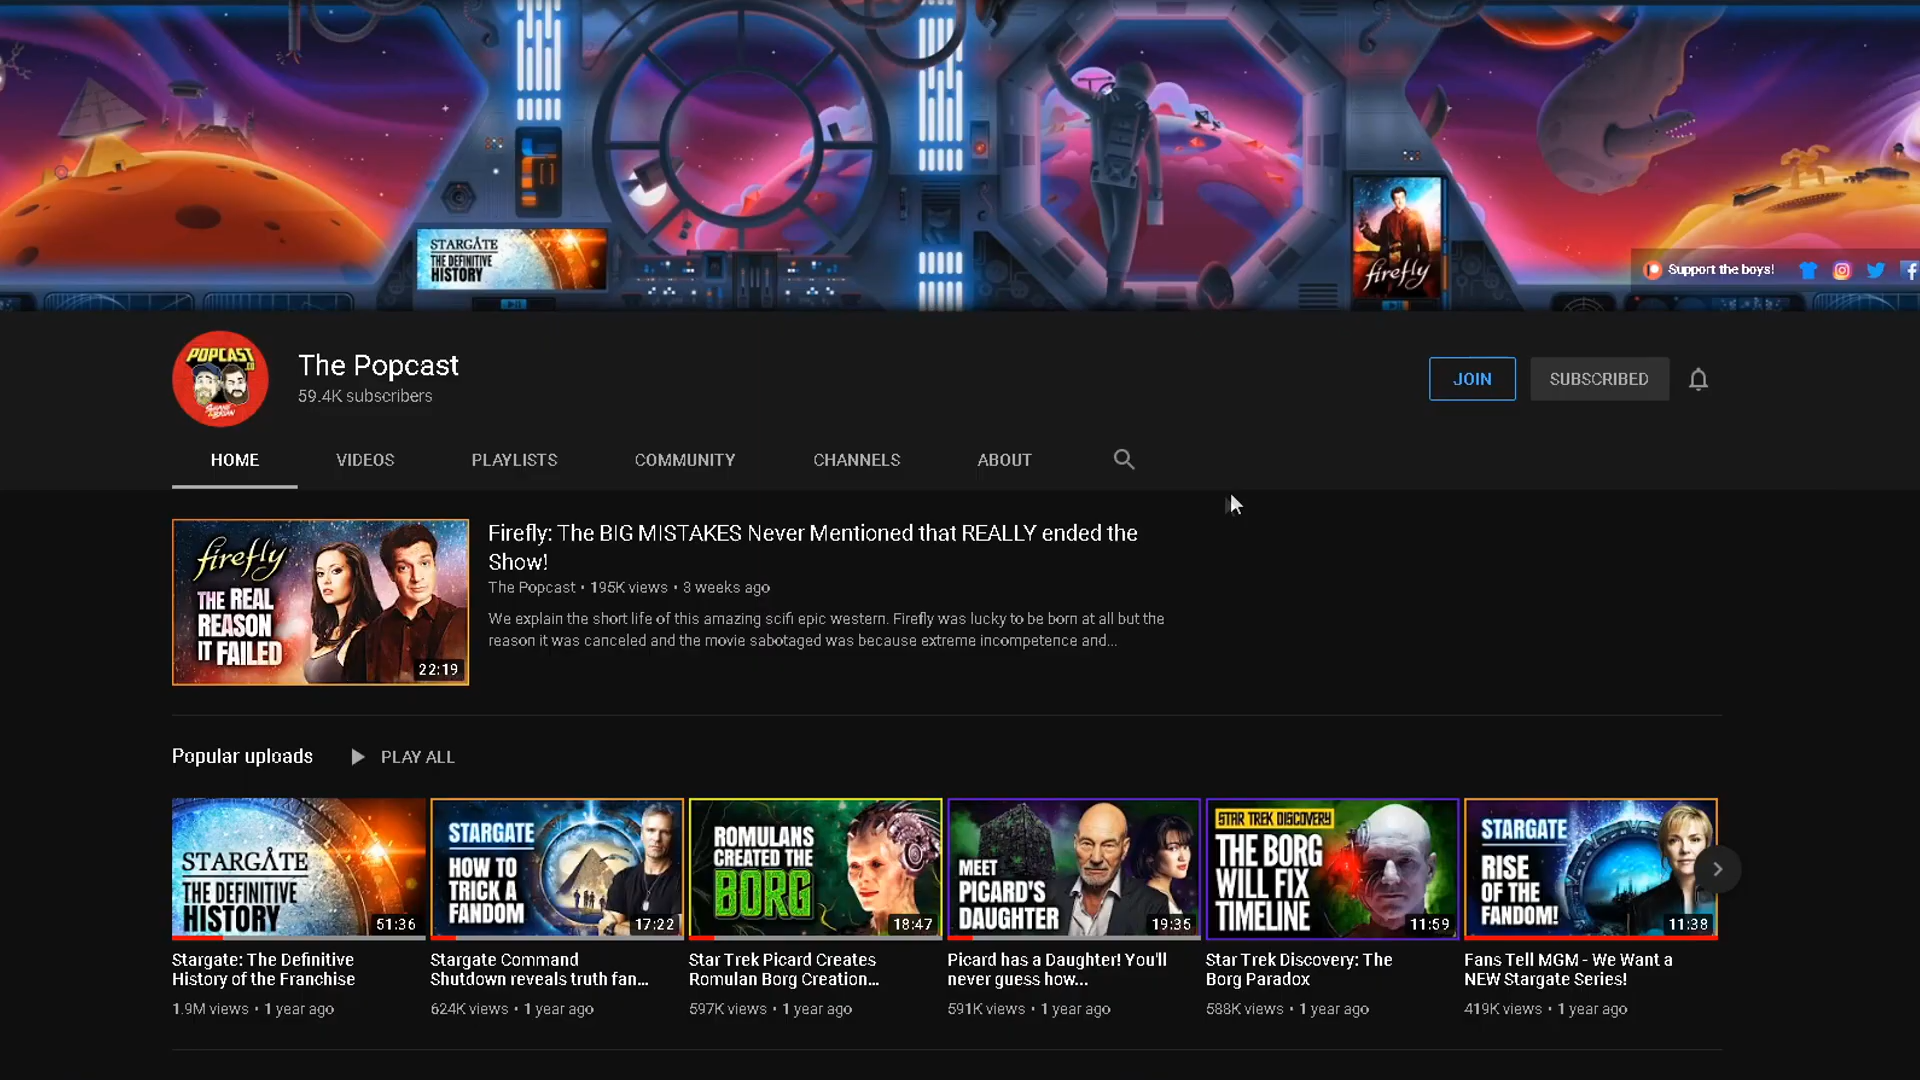 STARGATE
THE DEFINITIVE
HISTORY
firefly
Support the boys!
POPCAST
.CO
The Popcast
59.4K subscribers
JOIN
SUBSCRIBED
HOME
VIDEOS
PLAYLISTS
COMMUNITY
CHANNELS
ABOUT
firefly
THE REAL
REASON
IT FAILED
22:19
Firefly: The BIG MISTAKES Never Mentioned that REALLY ended the
Show!
The Popcast • 195K views • 3 weeks ago
We explain the short life of this amazing scifi epic western. Firefly was lucky to be born at all but the
reason it was canceled and the movie sabotaged was because extreme incompetence and...
Popular uploads
PLAY ALL
STARGATE
THE DEFINITIVE
HISTORY
51:36
Stargate: The Definitive
History of the Franchise
1.9M views • 1 year ago
STARGATE
HOW TO
TRICK A
FANDOM
17:22
Stargate Command
Shutdown reveals truth fan...
624K views • 1 year ago
ROMULANS
CREATED THE
BORG
18:47
Star Trek Picard Creates
Romulan Borg Creation...
597K views • 1 year ago
MEET
PICARD'S
DAUGHTER
19:35
Picard has a Daughter! You'll
never guess how...
591K views • 1 year ago
STAR TREK DISCOVERY
THE BORG
WILL FIX
TIMELINE
11:59
Star Trek Discovery: The
Borg Paradox
588K views • 1 year ago
STARGATE
RISE
OF THE
FANDOM!
11:38
Fans Tell MGM - We Want a
NEW Stargate Series!
419K views • 1 year ago